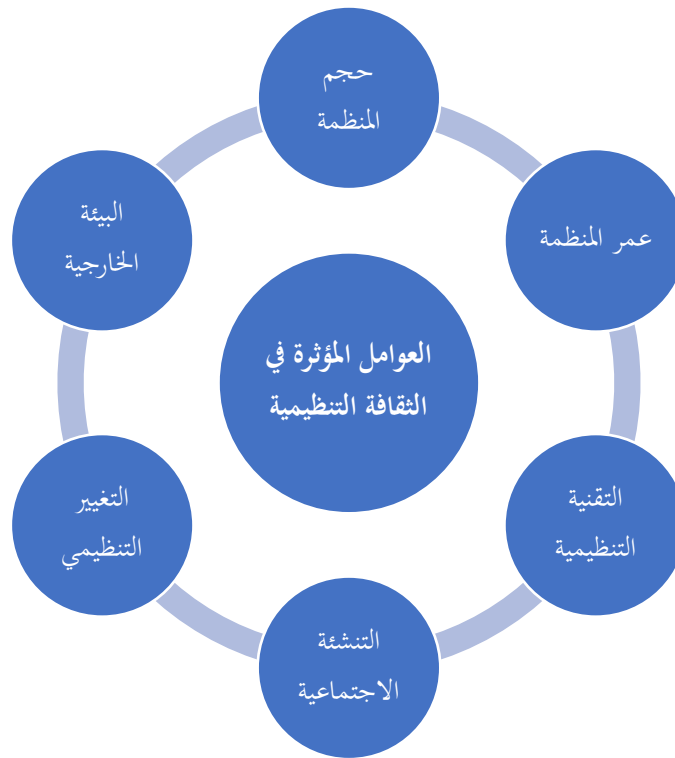 حجم
المنظمة
عمر المنظمة
التقنية
التنظيمية
التنشئة
الاجتماعية
التغيير
التنظيمي
البيئة
الخارجية
العوامل المؤثرة في
الثقافة التنظيمية